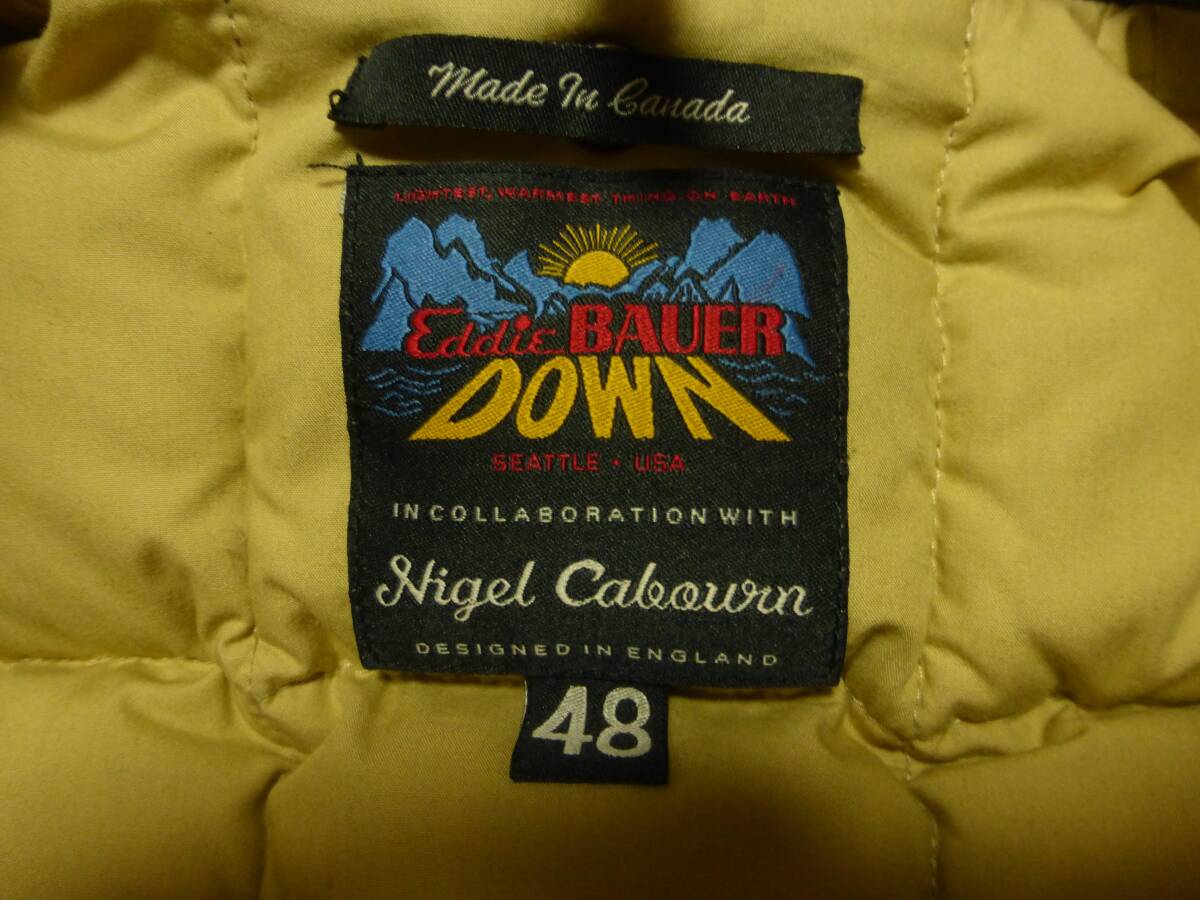 Made In Canada
LIGHTEST, WARMEST THING ON EARTH
Eddie BAUER
DOWN
SEATTLE · USA
IN COLLABORATION WITH
Nigel Cabourn
DESIGNED IN ENGLAND
48